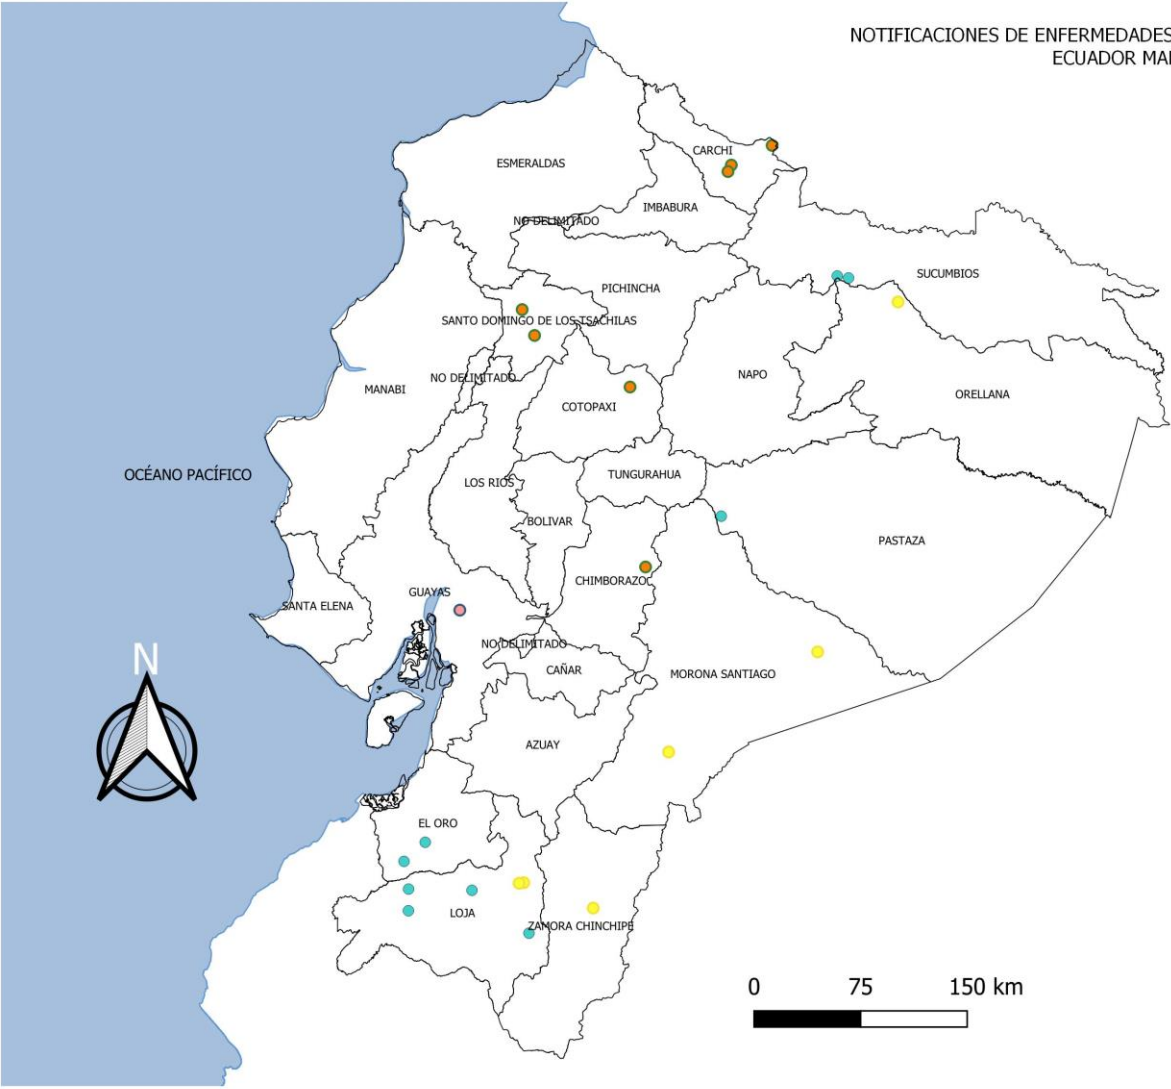 NOTIFICACIONES DE ENFERMEDADES
ECUADOR
CARCHI
ESMERALDAS
IMBABURA
NO DELIMITADO
SUCUMBIOS
PICHINCHA
SANTO DOMINGO DE LOS TSACHILAS
NAPO
NO DELIMITADO
MANABI
ORELLANA
COTOPAXI
OCÉANO PACÍFICO
TUNGURAHUA
LOS RIOS
BOLIVAR
PASTAZA
CHIMBORAZO
GUAYAS
SANTA ELENA
NO DELIMITADO
N
CAÑAR
MORONA SANTIAGO
AZUAY
EL ORO
LOJA
ZAMORA CHINCHIPE
0 75 150 km